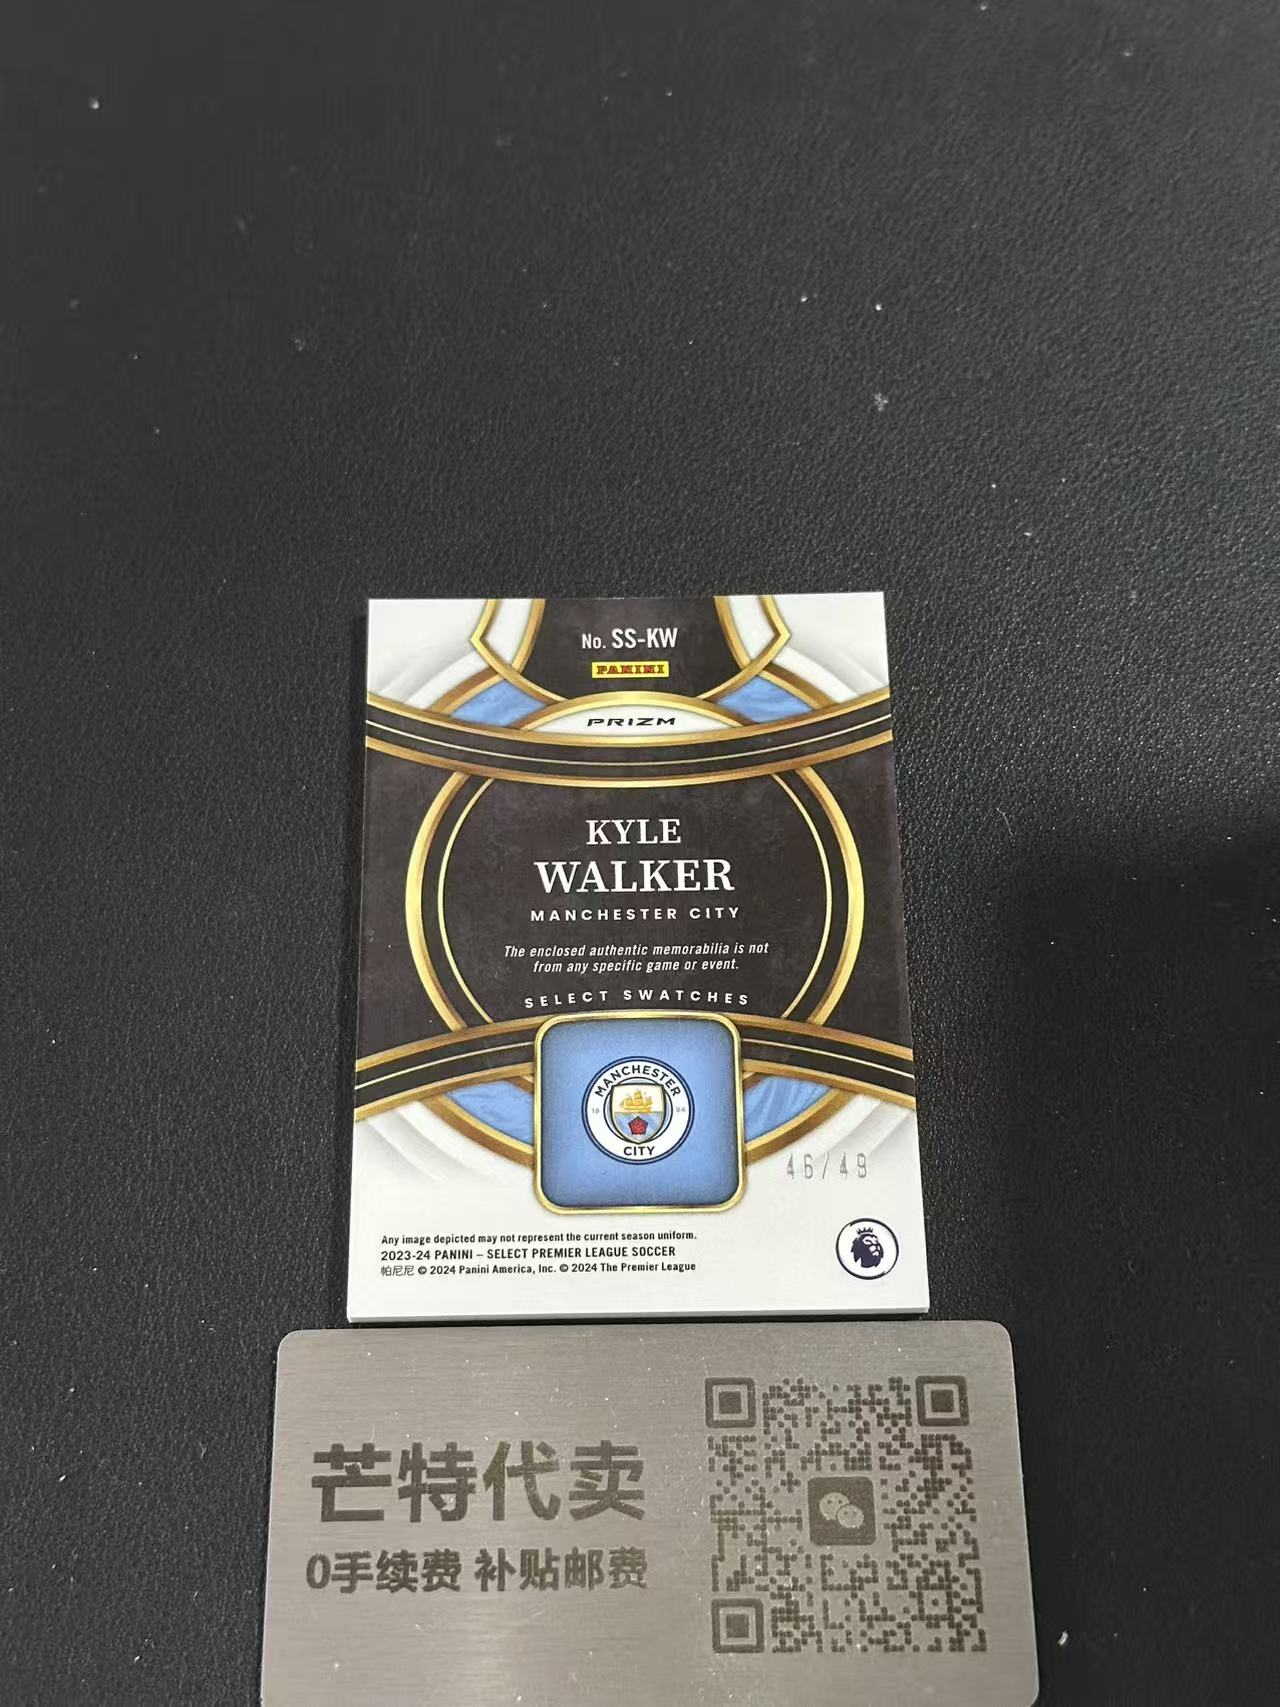 No. SS-KW
PANINI
PRIZM
KYLE
WALKER
MANCHESTER CITY
The enclosed authentic memorabilia is not
from any specific game or event.
SELECT SWATCHES
MANCHESTER
18 94
CITY
46/49
Any image depicted may not represent the current season uniform.
2023-24 PANINI – SELECT PREMIER LEAGUE SOCCER
帕尼尼 © 2024 Panini America, Inc. © 2024 The Premier League
芒特代卖
0手续费 补贴邮费